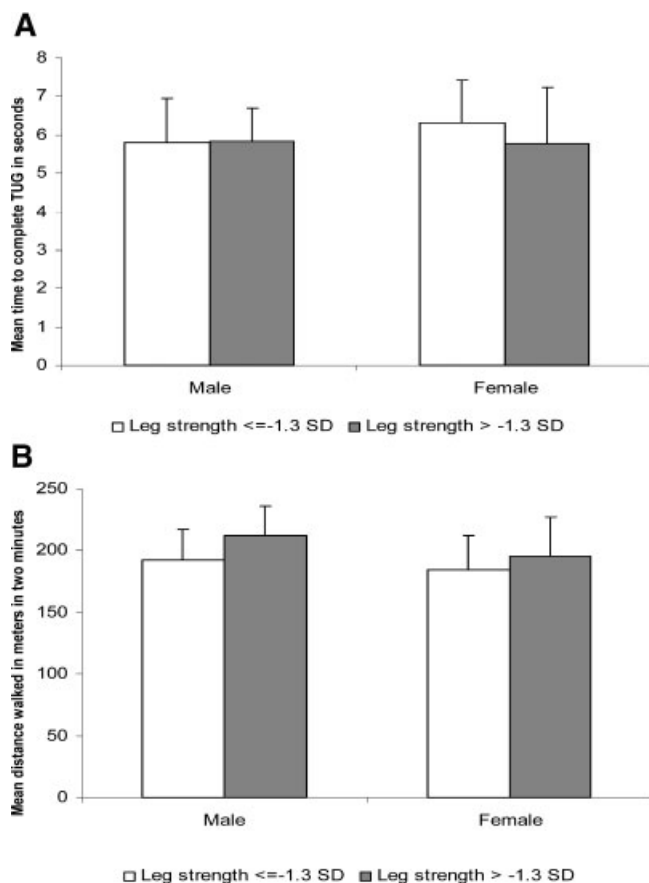 A
Mean time to complete TUG in seconds
8
7
6
5
4
3
2
1
0
Male Female
Leg strength <=-1.3 SD Leg strength > -1.3 SD
B
Mean distance walked in meters in two minutes
250
200
150
100
50
0
Male Female
Leg strength <=-1.3 SD Leg strength > -1.3 SD